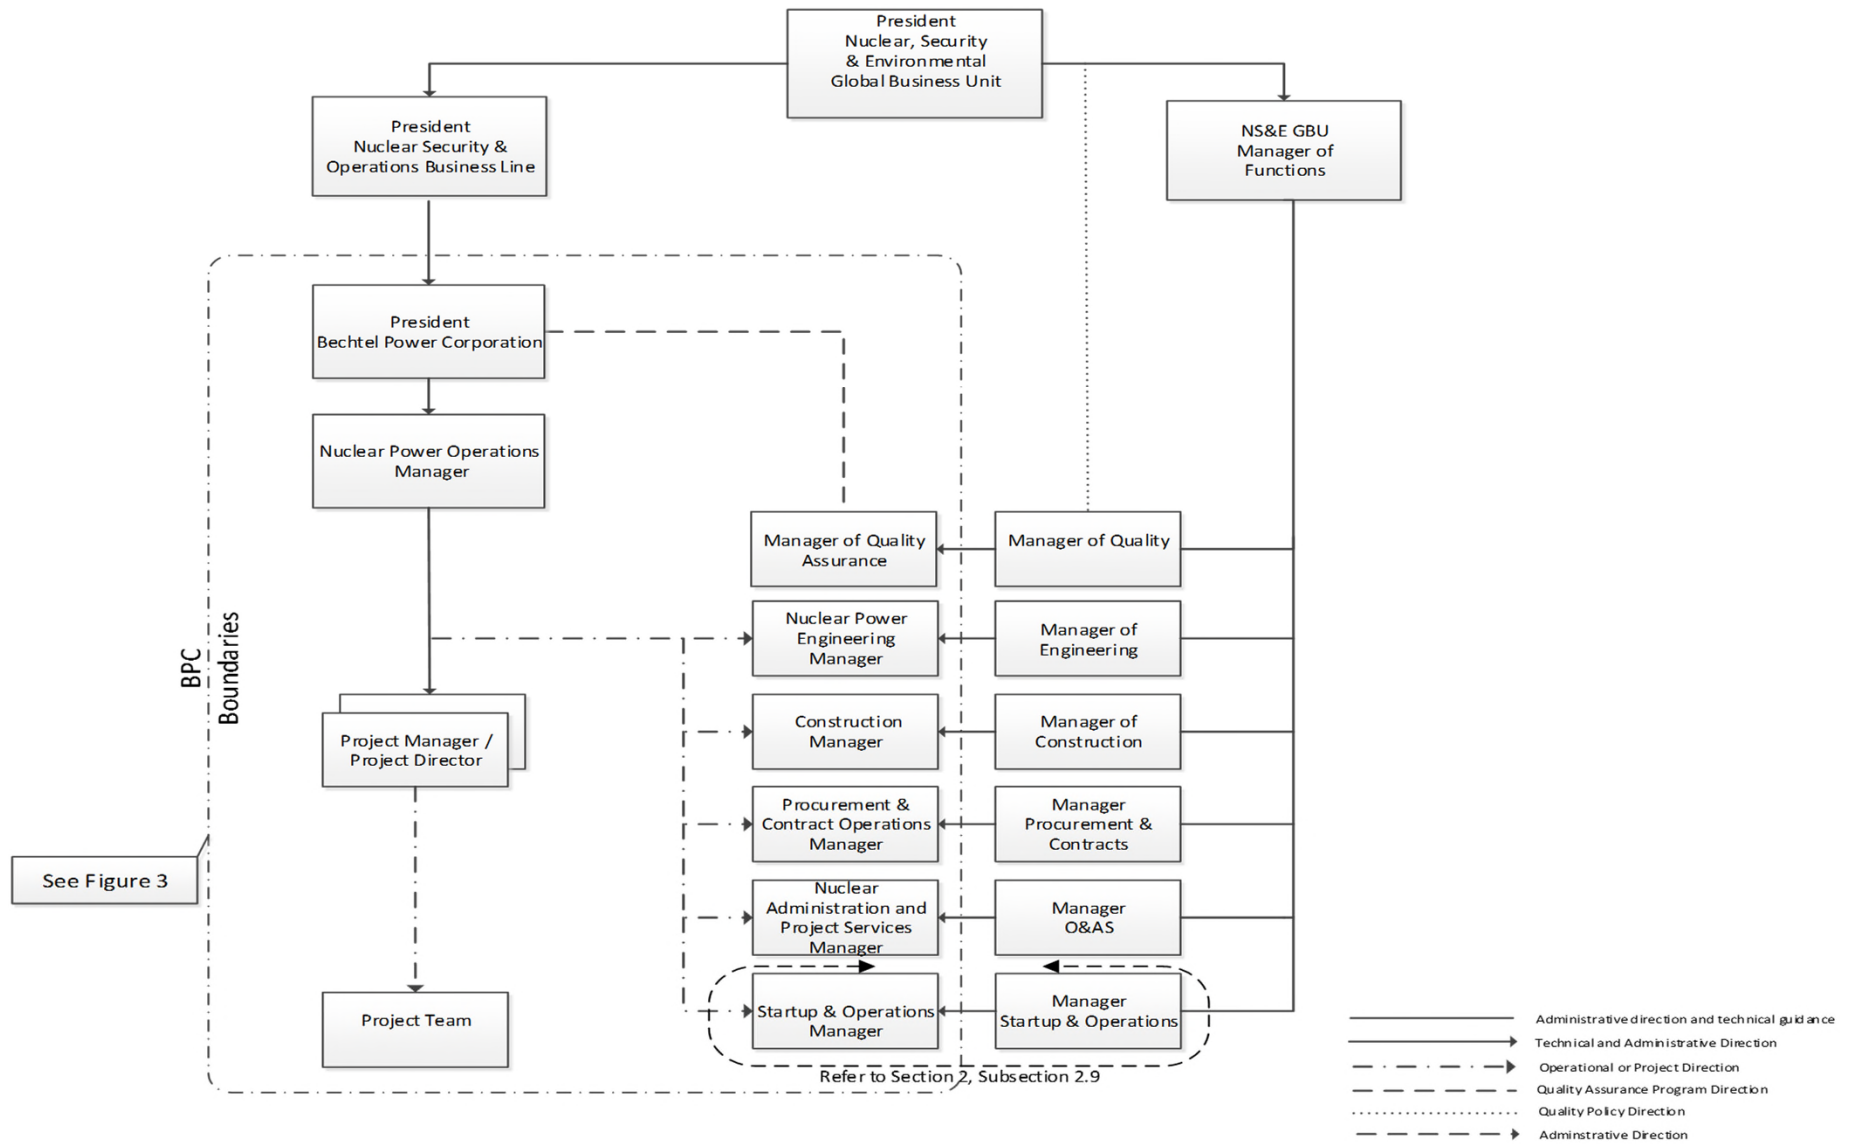 President
Nuclear, Security
& Environmental
Global Business Unit
President
Nuclear Security &
Operations Business Line
NS&E GBU
Manager of
Functions
President
Bechtel Power Corporation
Nuclear Power Operations
Manager
Manager of Quality
Assurance
Manager of Quality
Nuclear Power
Engineering
Manager
Manager of
Engineering
BPC
Boundaries
Project Manager /
Project Director
Construction
Manager
Manager of
Construction
Procurement &
Contract Operations
Manager
Manager
Procurement &
Contracts
See Figure 3
Nuclear
Administration and
Project Services
Manager
Manager
O&AS
Project Team
Startup & Operations
Manager
Manager
Startup & Operations
Refer to Section 2, Subsection 2.9
Administrative direction and technical guidance
Technical and Administrative Direction
Operational or Project Direction
Quality Assurance Program Direction
Quality Policy Direction
Adminstrative Direction